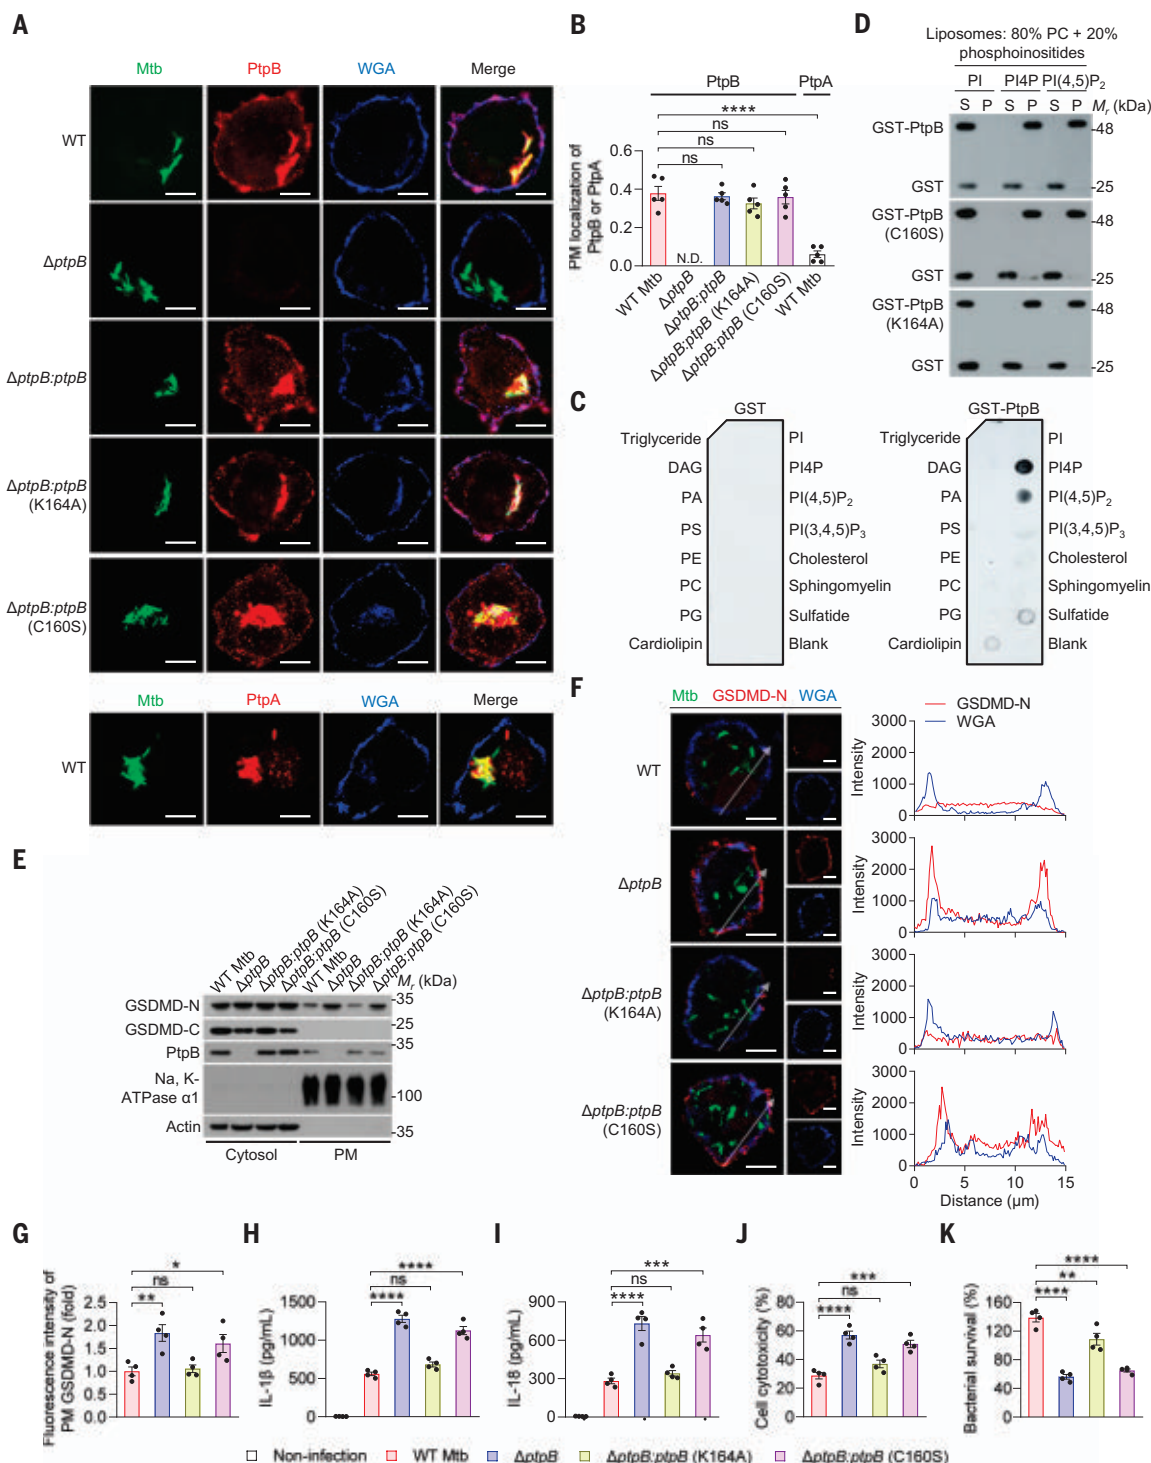 A
Mtb PtpB WGA Merge
WT
ΔptpB
ΔptpB:ptpB
ΔptpB:ptpB
(K164A)
ΔptpB:ptpB
(C160S)
Mtb PtpA WGA Merge
WT
B
PtpB PtpA
****
ns
ns
ns
PM localization of
PtpB or PtpA
0.6
0.4
0.2
0.0
N.D.
WT Mtb
ΔptpB
ΔptpB:ptpB
ΔptpB:ptpB (K164A)
ΔptpB:ptpB (C160S)
WT Mtb
C
GST
Triglyceride PI
DAG PI4P
PA PI(4,5)P2
PS PI(3,4,5)P3
PE Cholesterol
PC Sphingomyelin
PG Sulfatide
Cardiolipin Blank
GST-PtpB
Triglyceride PI
DAG PI4P
PA PI(4,5)P2
PS PI(3,4,5)P3
PE Cholesterol
PC Sphingomyelin
PG Sulfatide
Cardiolipin Blank
D
Liposomes: 80% PC + 20%
phosphoinositides
PI PI4P PI(4,5)P2
S P S P S P Mr (kDa)
GST-PtpB -48
GST -25
GST-PtpB
(C160S) -48
GST -25
GST-PtpB
(K164A) -48
GST -25
E
WT Mtb
ΔptpB
ΔptpB:ptpB (K164A)
ΔptpB:ptpB (C160S)
WT Mtb
ΔptpB
ΔptpB:ptpB (K164A)
ΔptpB:ptpB (C160S)
Mr (kDa)
GSDMD-N -35
GSDMD-C -25
PtpB -35
Na, K-
ATPase α1 -100
Actin -35
Cytosol PM
F
Mtb GSDMD-N WGA
WT
ΔptpB
ΔptpB:ptpB
(K164A)
ΔptpB:ptpB
(C160S)
GSDMD-N
WGA
Intensity
3000
2000
1000
0
Intensity
3000
2000
1000
0
Intensity
3000
2000
1000
0
Intensity
3000
2000
1000
0
0 5 10 15
Distance (μm)
G
Fluorescence intensity of
PM GSDMD-N (fold)
*
ns
**
2.5
2.0
1.5
1.0
0.5
0.0
H
IL-1β (pg/mL)
****
ns
****
1500
1000
500
0
I
IL-18 (pg/mL)
***
ns
****
900
600
300
0
J
Cell cytotoxicity (%)
***
ns
****
80
60
40
20
0
K
Bacterial survival (%)
****
**
****
160
120
80
40
0
Non-infection WT Mtb ΔptpB ΔptpB:ptpB (K164A) ΔptpB:ptpB (C160S)